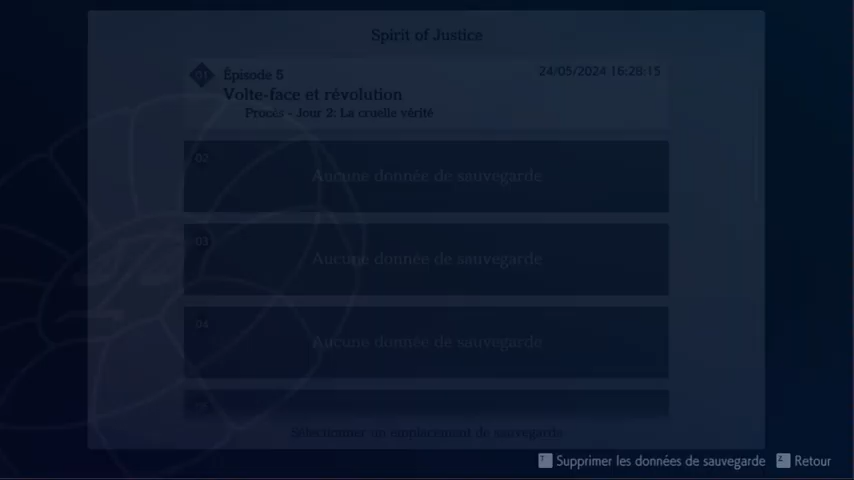 Spirit of Justice
01 Épisode 5 24/05/2024 16:28:15
Volte-face et révolution
Procès - Jour 2: La cruelle vérité
02
Aucune donnée de sauvegarde
03
Aucune donnée de sauvegarde
04
Aucune donnée de sauvegarde
05
Sélectionner un emplacement de sauvegarde
Supprimer les données de sauvegarde Retour